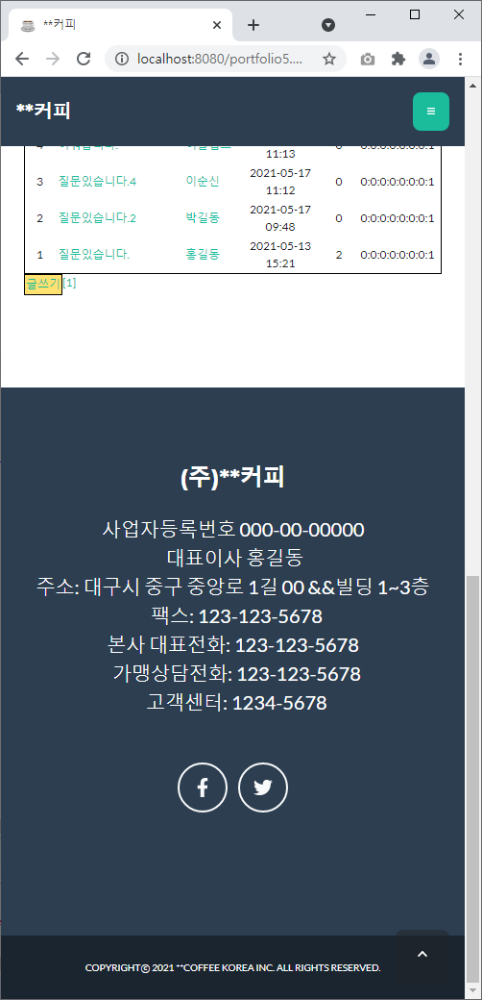 **커피
localhost:8080/portfolio5....
**커피
11:13 0 0:0:0:0:0:0:0:1
3 질문있습니다.4 이순신 2021-05-17 11:12 0 0:0:0:0:0:0:0:1
2 질문있습니다.2 박길동 2021-05-17 09:48 0 0:0:0:0:0:0:0:1
1 질문있습니다. 홍길동 2021-05-13 15:21 2 0:0:0:0:0:0:0:1
글쓰기 [1]
(주)**커피
사업자등록번호 000-00-00000
대표이사 홍길동
주소: 대구시 중구 중앙로 1길 00 &&빌딩 1~3층
팩스: 123-123-5678
본사 대표전화: 123-123-5678
가맹상담전화: 123-123-5678
고객센터: 1234-5678
COPYRIGHT© 2021 **COFFEE KOREA INC. ALL RIGHTS RESERVED.